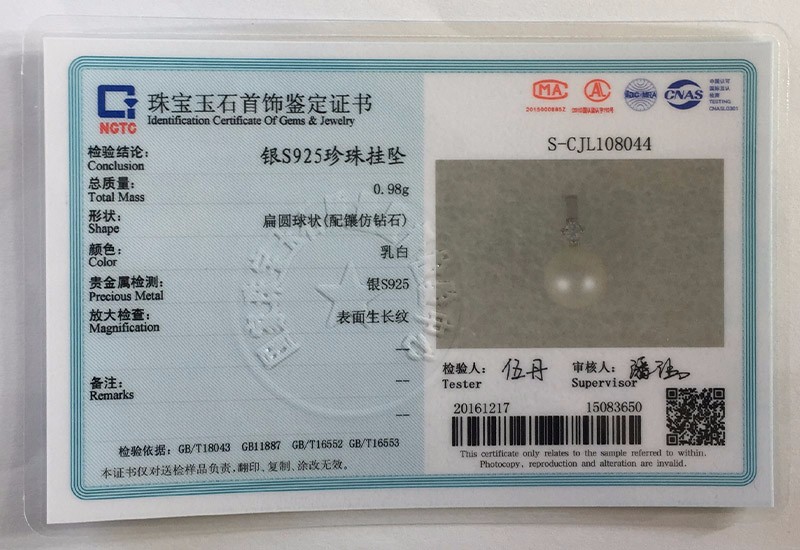 NGTC
珠宝玉石首饰鉴定证书
Identification Certificate Of Gems & Jewelry
检验结论: 银S925珍珠挂坠
Conclusion
总质量: 0.98g
Total Mass
形状: 扁圆球状(配镶仿钻石)
Shape
颜色: 乳白
Color
贵金属检测: 银S925
Precious Metal
放大检查: 表面生长纹
Magnification
—
备注: --
Remarks
--
检验依据: GB/T18043 GB11887 GB/T16552 GB/T16553
本证书仅对送检样品负责,翻印、复制、涂改无效。
MA
AL
CNAS
TESTING
S-CJL108044
检验人: 伍丹
Tester
审核人:
Supervisor
20161217 15083650
This certificate only relates to the sample referred to within.
Photocopy, reproduction and alteration are invalid.